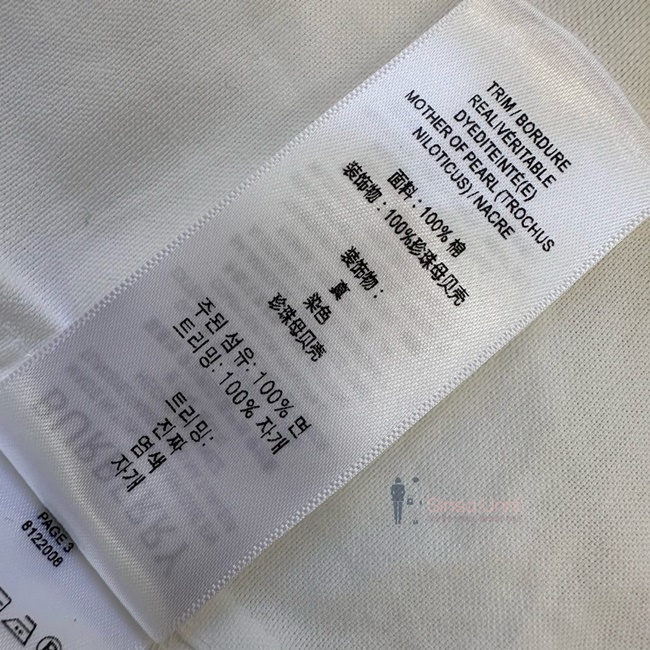 TRIM / BORDURE
REAL/VÉRITABLE
DYEDITEINTÉ(E)
MOTHER OF PEARL (TROCHUS
NILOTICUS) / NACRE
面料 : 100% 棉
装饰物 : 100%珍珠母贝壳
装饰物 :
真
染色
珍珠母贝壳
주된 섬유: 100% 면
트리밍: 100% 자개
트리밍:
진짜
염색
자개
BURBERRY
PAGE 3
8122008